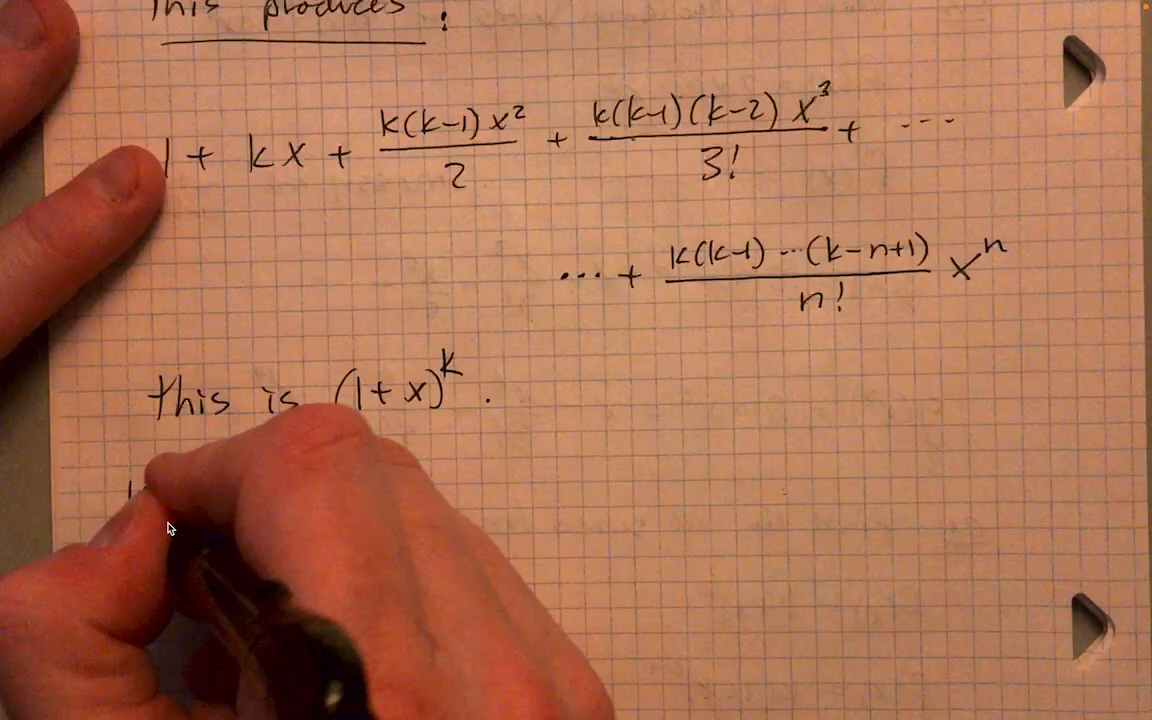 This produces :
1 + kx + k(k-1)x²/2 + k(k-1)(k-2)x³/3! + ...
... + k(k-1)...(k-n+1)/n! xⁿ
this is (1+x)ᵏ.